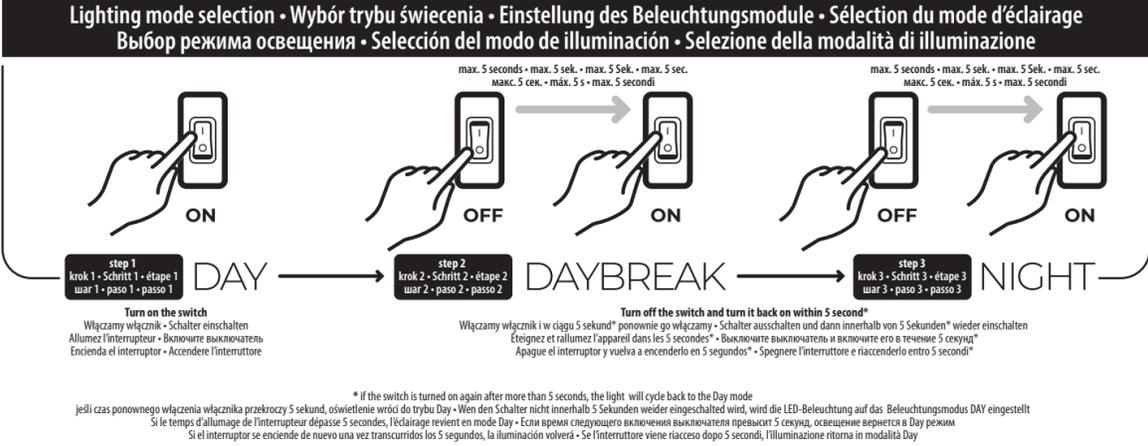 Lighting mode selection • Wybór trybu świecenia • Einstellung des Beleuchtungsmodule • Sélection du mode d'éclairage
Выбор режима освещения • Selección del modo de illuminación • Selezione della modalità di illuminazione
max. 5 seconds • max. 5 sek. • max. 5 Sek. • max. 5 sec.
макс. 5 сек. • máx. 5 s • max. 5 secondi
max. 5 seconds • max. 5 sek. • max. 5 Sek. • max. 5 sec.
макс. 5 сек. • máx. 5 s • max. 5 secondi
ON
OFF
ON
OFF
ON
step 1
krok 1 • Schritt 1 • étape 1
шаг 1 • paso 1 • passo 1
DAY
step 2
krok 2 • Schritt 2 • étape 2
шаг 2 • paso 2 • passo 2
DAYBREAK
step 3
krok 3 • Schritt 3 • étape 3
шаг 3 • paso 3 • passo 3
NIGHT
Turn on the switch
Włączamy włącznik • Schalter einschalten
Allumez l'interrupteur • Включите выключатель
Encienda el interruptor • Accendere l'interruttore
Turn off the switch and turn it back on within 5 second*
Włączamy włącznik i w ciągu 5 sekund* ponownie go włączamy • Schalter ausschalten und dann innerhalb von 5 Sekunden* wieder einschalten
Éteignez et rallumez l'appareil dans les 5 secondes* • Выключите выключатель и включите его в течение 5 секунд*
Apague el interruptor y vuelva a encenderlo en 5 segundos* • Spegnere l'interruttore e riaccenderlo entro 5 secondi*
* if the switch is turned on again after more than 5 seconds, the light will cycle back to the Day mode
jeśli czas ponownego włączenia włącznika przekroczy 5 sekund, oświetlenie wróci do trybu Day • Wen den Schalter nicht innerhalb 5 Sekunden weider eingeschalted wird, wird die LED-Beleuchtung auf das Beleuchtungsmodus DAY eingestellt
Si le temps d'allumage de l'interrupteur dépasse 5 secondes, l'éclairage revient en mode Day • Если время следующего включения выключателя превысит 5 секунд, освещение вернется в Day режим
Si el interruptor se enciende de nuevo una vez transcurridos los 5 segundos, la iluminación volverá • Se l'interruttore viene riacceso dopo 5 secondi, l'illuminazione ritorna in modalità Day